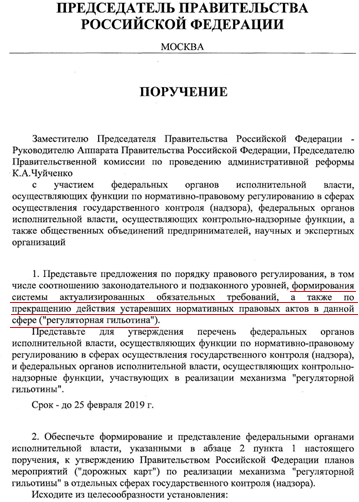 ПРЕДСЕДАТЕЛЬ ПРАВИТЕЛЬСТВА
РОССИЙСКОЙ ФЕДЕРАЦИИ
МОСКВА
ПОРУЧЕНИЕ
Заместителю Председателя Правительства Российской Федерации -
Руководителю Аппарата Правительства Российской Федерации, Председателю
Правительственной комиссии по проведению административной реформы
К.А.Чуйченко
с участием федеральных органов исполнительной власти,
осуществляющих функции по нормативно-правовому регулированию в сферах
осуществления государственного контроля (надзора), федеральных органов
исполнительной власти, осуществляющих контрольно-надзорные функции, а
также общественных объединений предпринимателей, научных и экспертных
организаций
1. Представьте предложения по порядку правового регулирования, в том
числе соотношению законодательного и подзаконного уровней, формирования
системы актуализированных обязательных требований, а также по
прекращению действия устаревших нормативных правовых актов в данной
сфере ("регуляторная гильотина").
Представьте для утверждения перечень федеральных органов
исполнительной власти, осуществляющих функции по нормативно-правовому
регулированию в сферах осуществления государственного контроля (надзора),
и федеральных органов исполнительной власти, осуществляющих контрольно-
надзорные функции, участвующих в реализации механизма "регуляторной
гильотины".
Срок - до 25 февраля 2019 г.
2. Обеспечьте формирование и представление федеральными органами
исполнительной власти, указанными в абзаце 2 пункта 1 настоящего
поручения, к утверждению Правительством Российской Федерации планов
мероприятий ("дорожных карт") по реализации механизма "регуляторной
гильотины" в отдельных сферах государственного контроля (надзора).
Исходите из целесообразности установления: